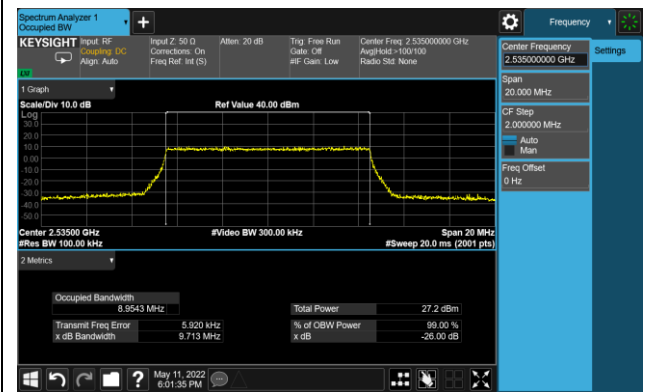 Spectrum Analyzer 1
Occupied BW
Frequency
KEYSIGHT
Input: RF
Coupling: DC
Align: Auto
Input Z: 50 Ω
Corrections: On
Freq Ref: Int (S)
Atten: 20 dB
Trig: Free Run
Gate: Off
#IF Gain: Low
Center Freq: 2.535000000 GHz
Avg|Hold:>100/100
Radio Std: None
Center Frequency
2.535000000 GHz
Settings
Span
20.000 MHz
CF Step
2.000000 MHz
Auto
Man
Freq Offset
0 Hz
1 Graph
Scale/Div 10.0 dB
Ref Value 40.00 dBm
Log
30.0
20.0
10.0
0.00
-10.0
-20.0
-30.0
-40.0
-50.0
Center 2.53500 GHz
#Video BW 300.00 kHz
Span 20 MHz
#Res BW 100.00 kHz
#Sweep 20.0 ms (2001 pts)
2 Metrics
Occupied Bandwidth
8.9543 MHz
Total Power
27.2 dBm
Transmit Freq Error
5.920 kHz
% of OBW Power
99.00 %
x dB Bandwidth
9.713 MHz
x dB
-26.00 dB
May 11, 2022
6:01:35 PM